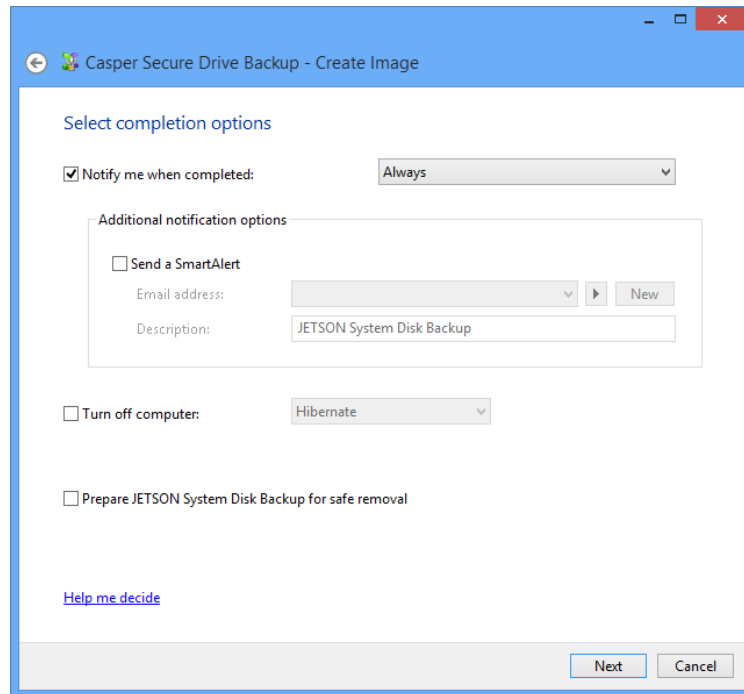 Casper Secure Drive Backup - Create Image
Select completion options
Notify me when completed: Always
Additional notification options
Send a SmartAlert
Email address: New
Description: JETSON System Disk Backup
Turn off computer: Hibernate
Prepare JETSON System Disk Backup for safe removal
Help me decide
Next Cancel